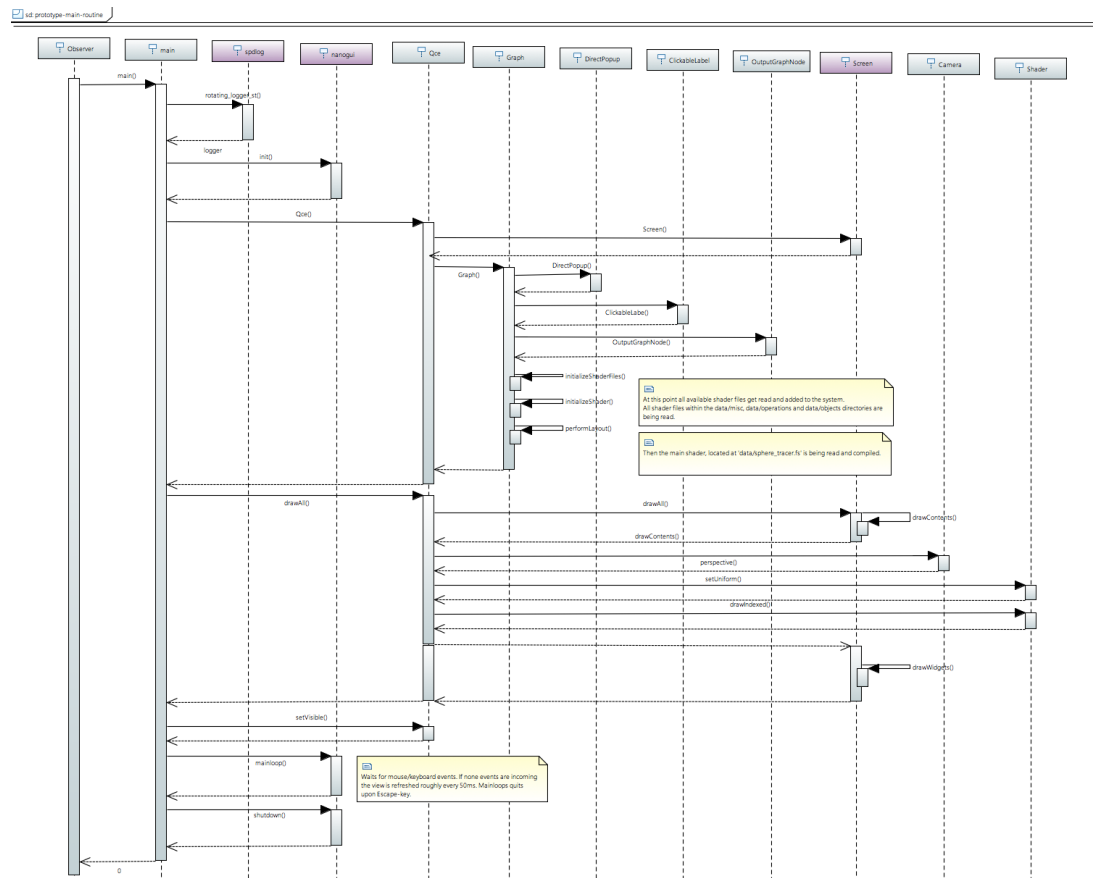 sd: prototype-main-routine
Observer
main
spdlog
nanogui
Qce
Graph
DirectPopup
ClickableLabel
OutputGraphNode
Screen
Camera
Shader
main()
rotating_logger_st()
logger
init()
Qce()
Screen()
Graph()
DirectPopup()
ClickableLabe()
OutputGraphNode()
initializeShaderFiles()
At this point all available shader files get read and added to the system.
All shader files within the data/misc, data/operations and data/objects directories are
being read.
initializeShader()
performLayout()
Then the main shader, located at 'data/sphere_tracer.fs' is being read and compiled.
drawAll()
drawAll()
drawContents()
drawContents()
perspective()
setUniform()
drawIndexed()
drawWidgets()
setVisible()
mainloop()
Waits for mouse/keyboard events. If none events are incoming
the view is refreshed roughly every 50ms. Mainloops quits
upon Escape-key.
shutdown()
0